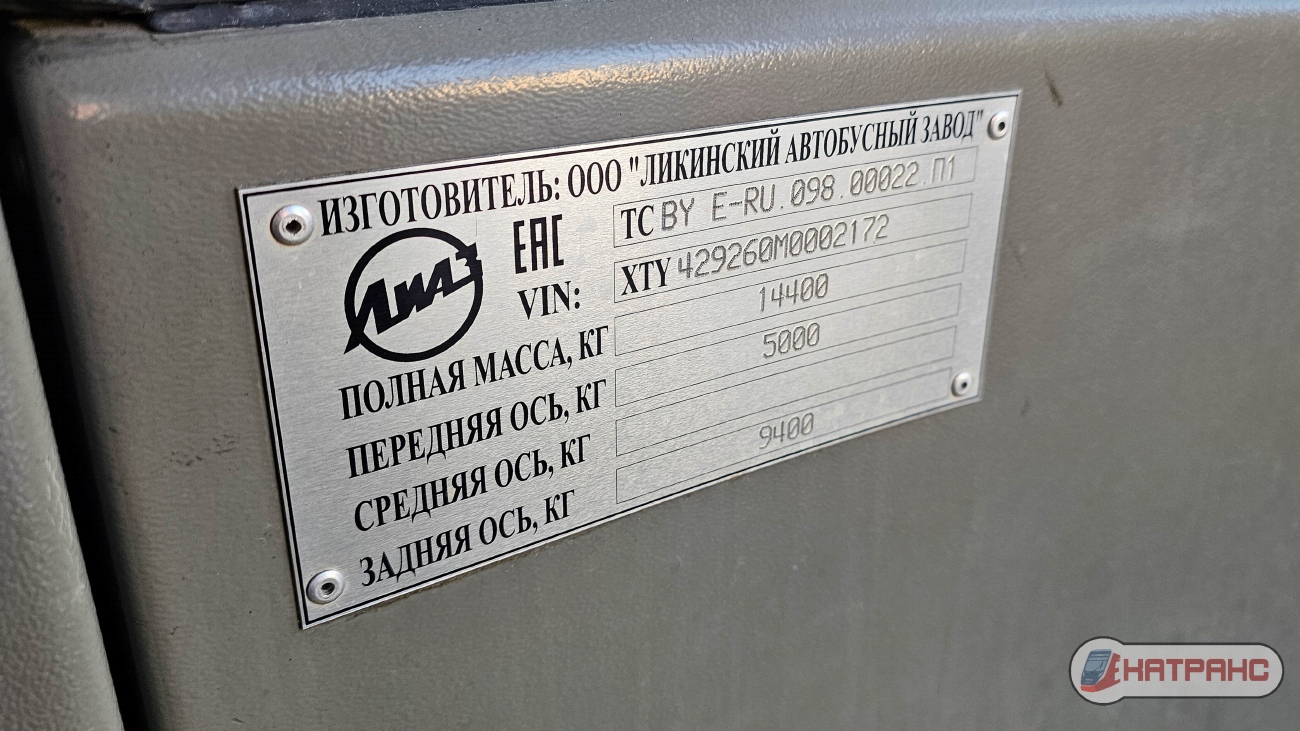 ИЗГОТОВИТЕЛЬ: ООО "ЛИКИНСКИЙ АВТОБУСНЫЙ ЗАВОД"
ЛИАЗ
ЕАС ТС BY E-RU.098.00022.П1
VIN: XTY 429260M0002172
ПОЛНАЯ МАССА, КГ 14400
ПЕРЕДНЯЯ ОСЬ, КГ 5000
СРЕДНЯЯ ОСЬ, КГ
ЗАДНЯЯ ОСЬ, КГ 9400
ЕНАТРАНС